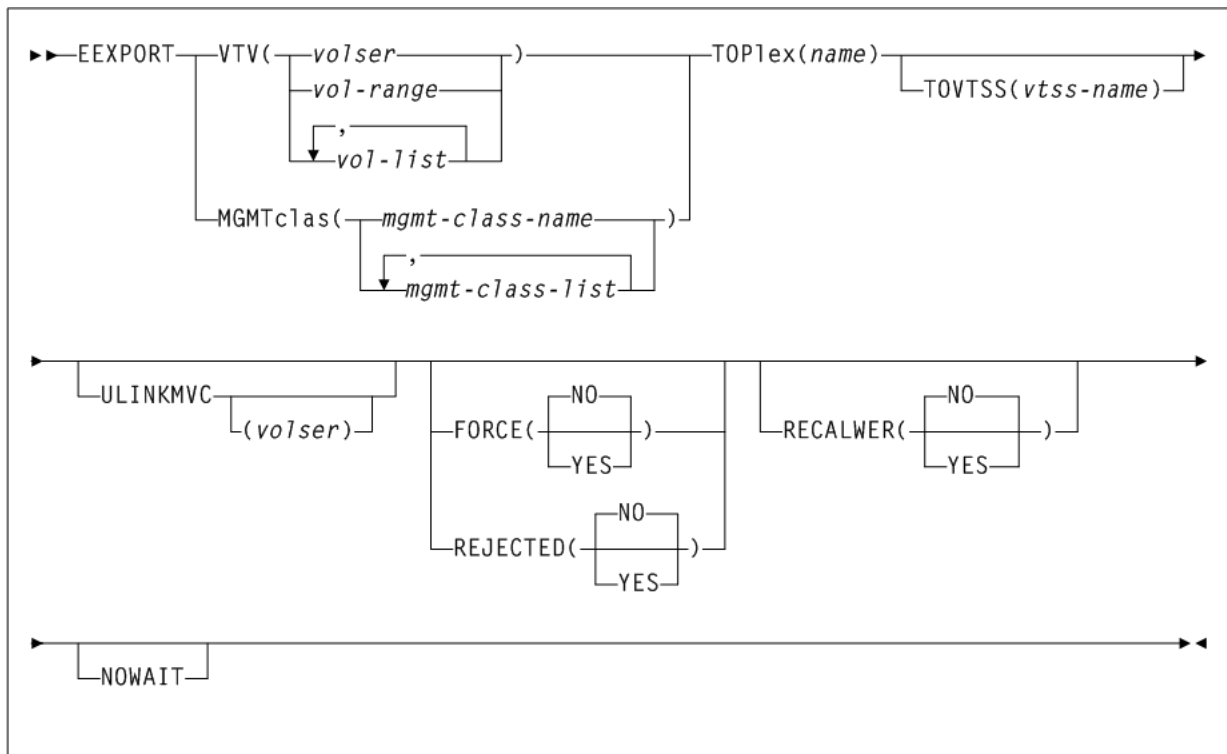 EEXPORT VTV( volser ) TOPlex(name)
vol-range TOVTSS(vtss-name)
,
vol-list
MGMTclas( mgmt-class-name )
,
mgmt-class-list
ULINKMVC NO NO
(volser) FORCE( ) RECALWER( )
YES YES
NO
REJECTED( )
YES
NOWAIT